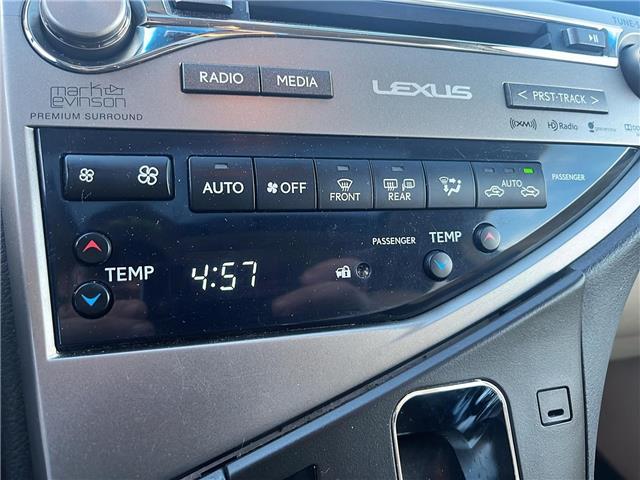 TUNE
RADIO
MEDIA
LEXUS
< PRST-TRACK >
mark
levinson
PREMIUM SURROUND
((XM))
HD Radio
AUTO
OFF
FRONT
REAR
AUTO
PASSENGER
TEMP
4:57
PASSENGER
TEMP